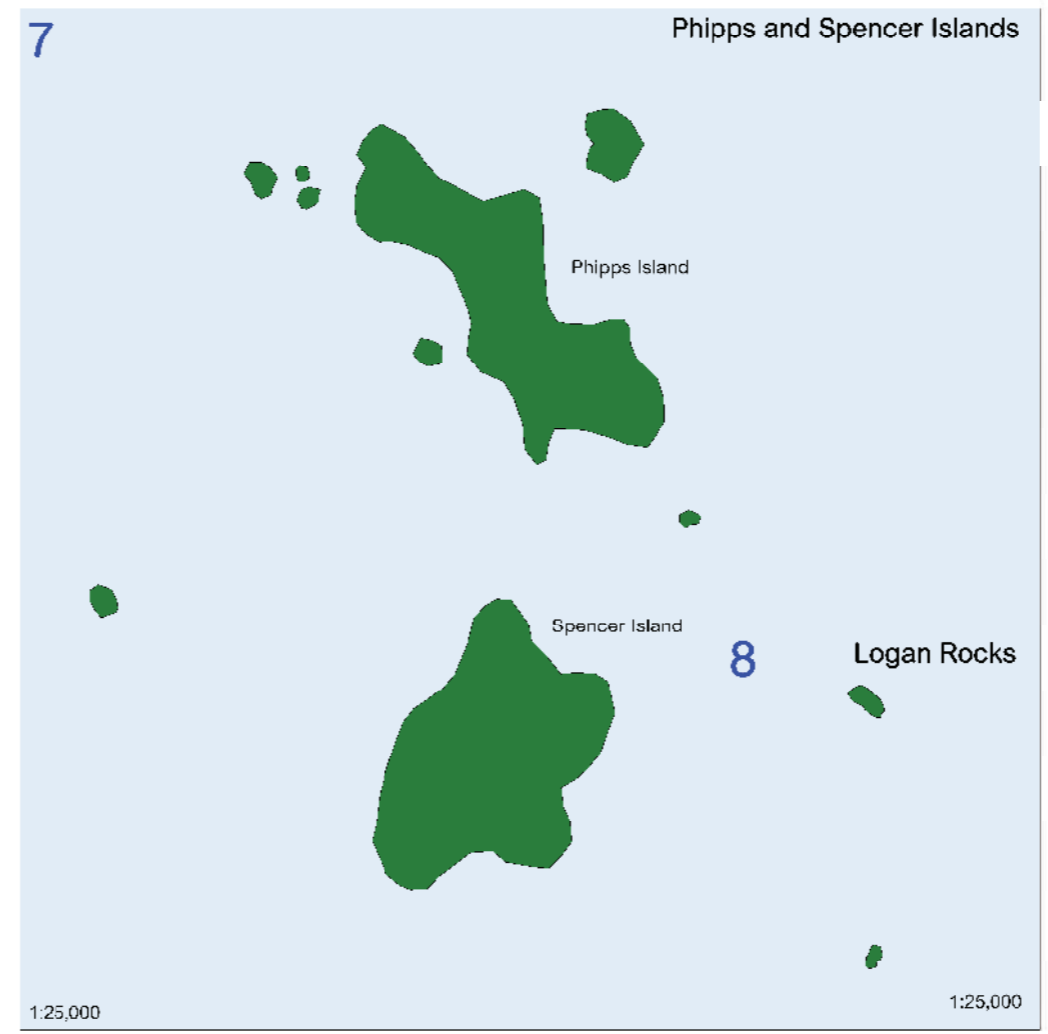 7
Phipps and Spencer Islands
Phipps Island
Spencer Island
8
Logan Rocks
1:25,000
1:25,000